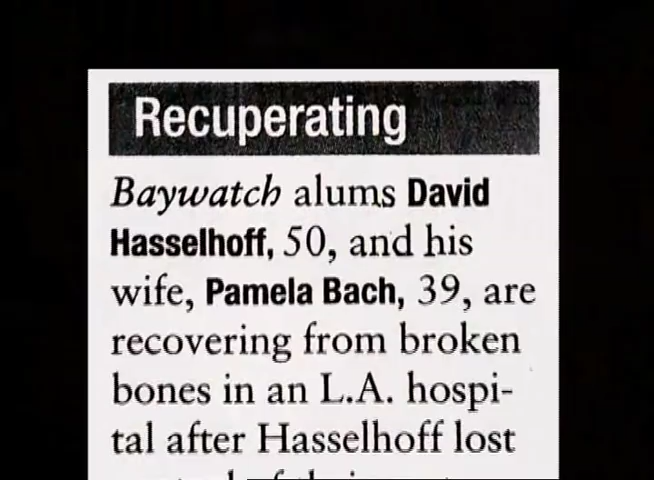 Recuperating
Baywatch alums David
Hasselhoff, 50, and his
wife, Pamela Bach, 39, are
recovering from broken
bones in an L.A. hospi-
tal after Hasselhoff lost